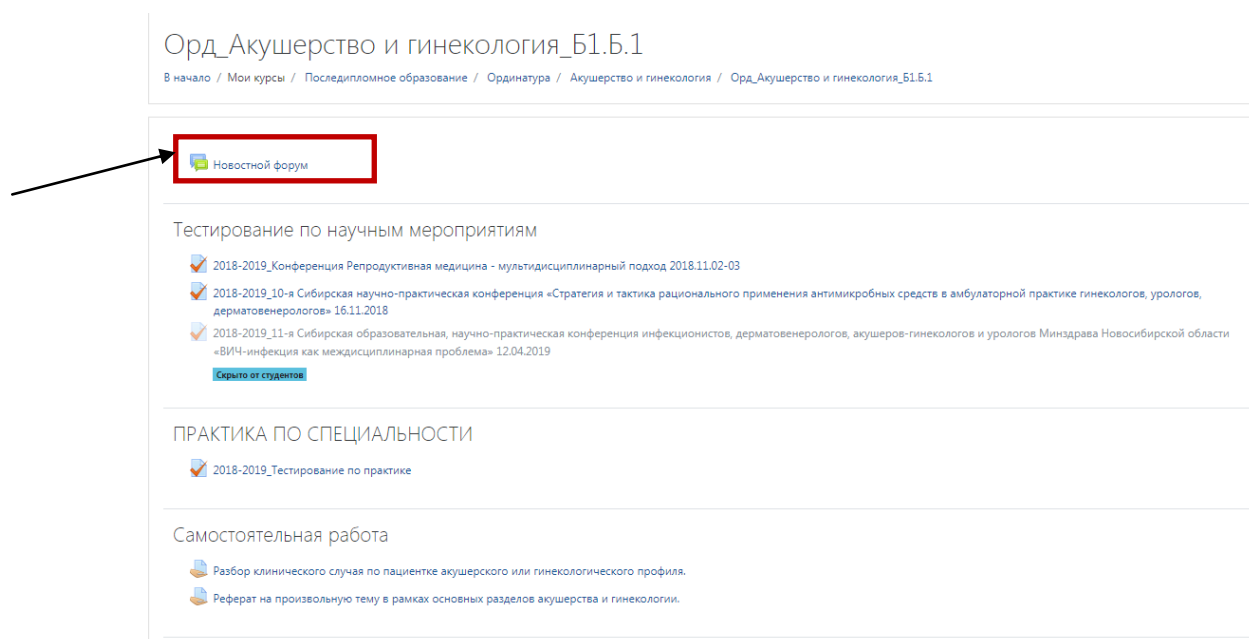 Орд_Акушерство и гинекология_Б1.Б.1
В начало / Мои курсы / Последипломное образование / Ординатура / Акушерство и гинекология / Орд_Акушерство и гинекология_Б1.Б.1
Новостной форум
Тестирование по научным мероприятиям
2018-2019_Конференция Репродуктивная медицина - мультидисциплинарный подход 2018.11.02-03
2018-2019_10-я Сибирская научно-практическая конференция «Стратегия и тактика рационального применения антимикробных средств в амбулаторной практике гинекологов, урологов,
дерматовенерологов» 16.11.2018
2018-2019_11-я Сибирская образовательная, научно-практическая конференция инфекционистов, дерматовенерологов, акушеров-гинекологов и урологов Минздрава Новосибирской области
«ВИЧ-инфекция как междисциплинарная проблема» 12.04.2019
Скрыто от студентов
ПРАКТИКА ПО СПЕЦИАЛЬНОСТИ
2018-2019_Тестирование по практике
Самостоятельная работа
Разбор клинического случая по пациентке акушерского или гинекологического профиля.
Реферат на произвольную тему в рамках основных разделов акушерства и гинекологии.